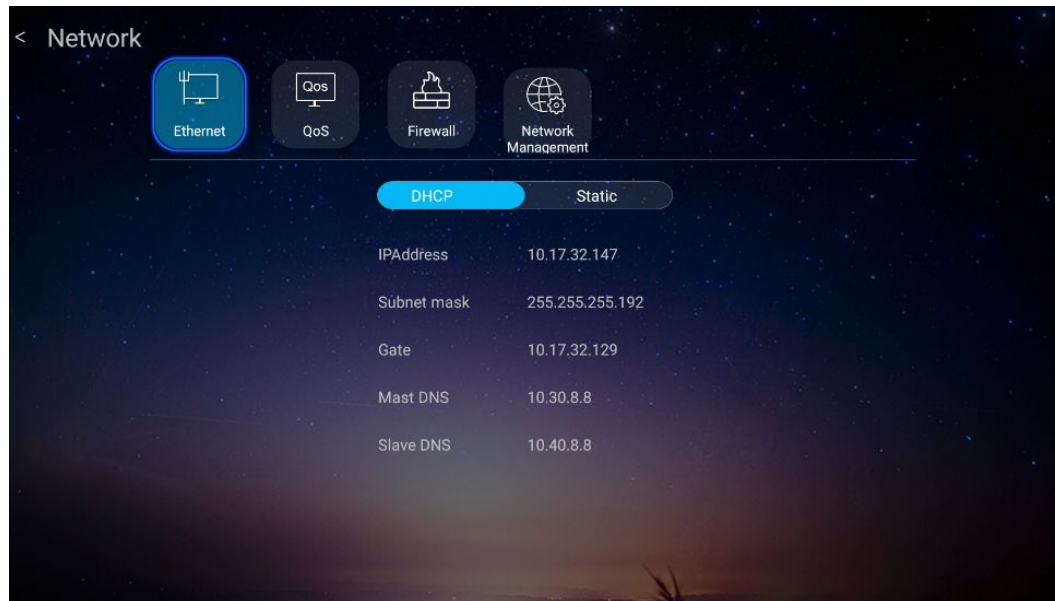 < Network
Qos
Ethernet QoS Firewall Network
Management
DHCP Static
IPAddress 10.17.32.147
Subnet mask 255.255.255.192
Gate 10.17.32.129
Mast DNS 10.30.8.8
Slave DNS 10.40.8.8